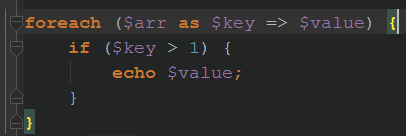 foreach ($arr as $key => $value) {
    if ($key > 1) {
        echo $value;
    }
}